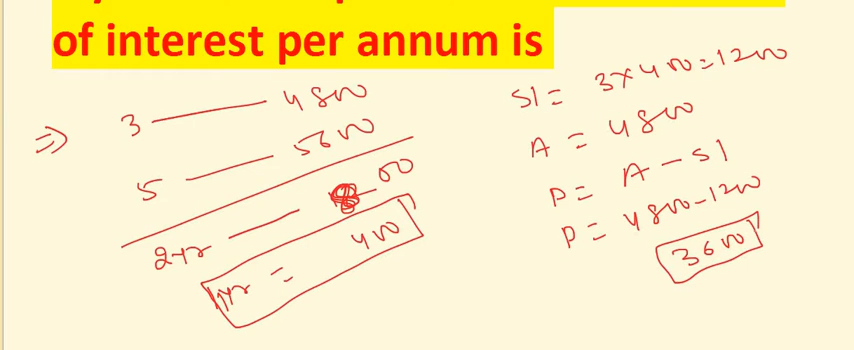 of interest per annum is
⇒ 3 — 4800
5 — 5600
2yr — 00
1yr = 400
SI = 3×400=1200
A = 4800
P = A - SI
P = 4800-1200
3600